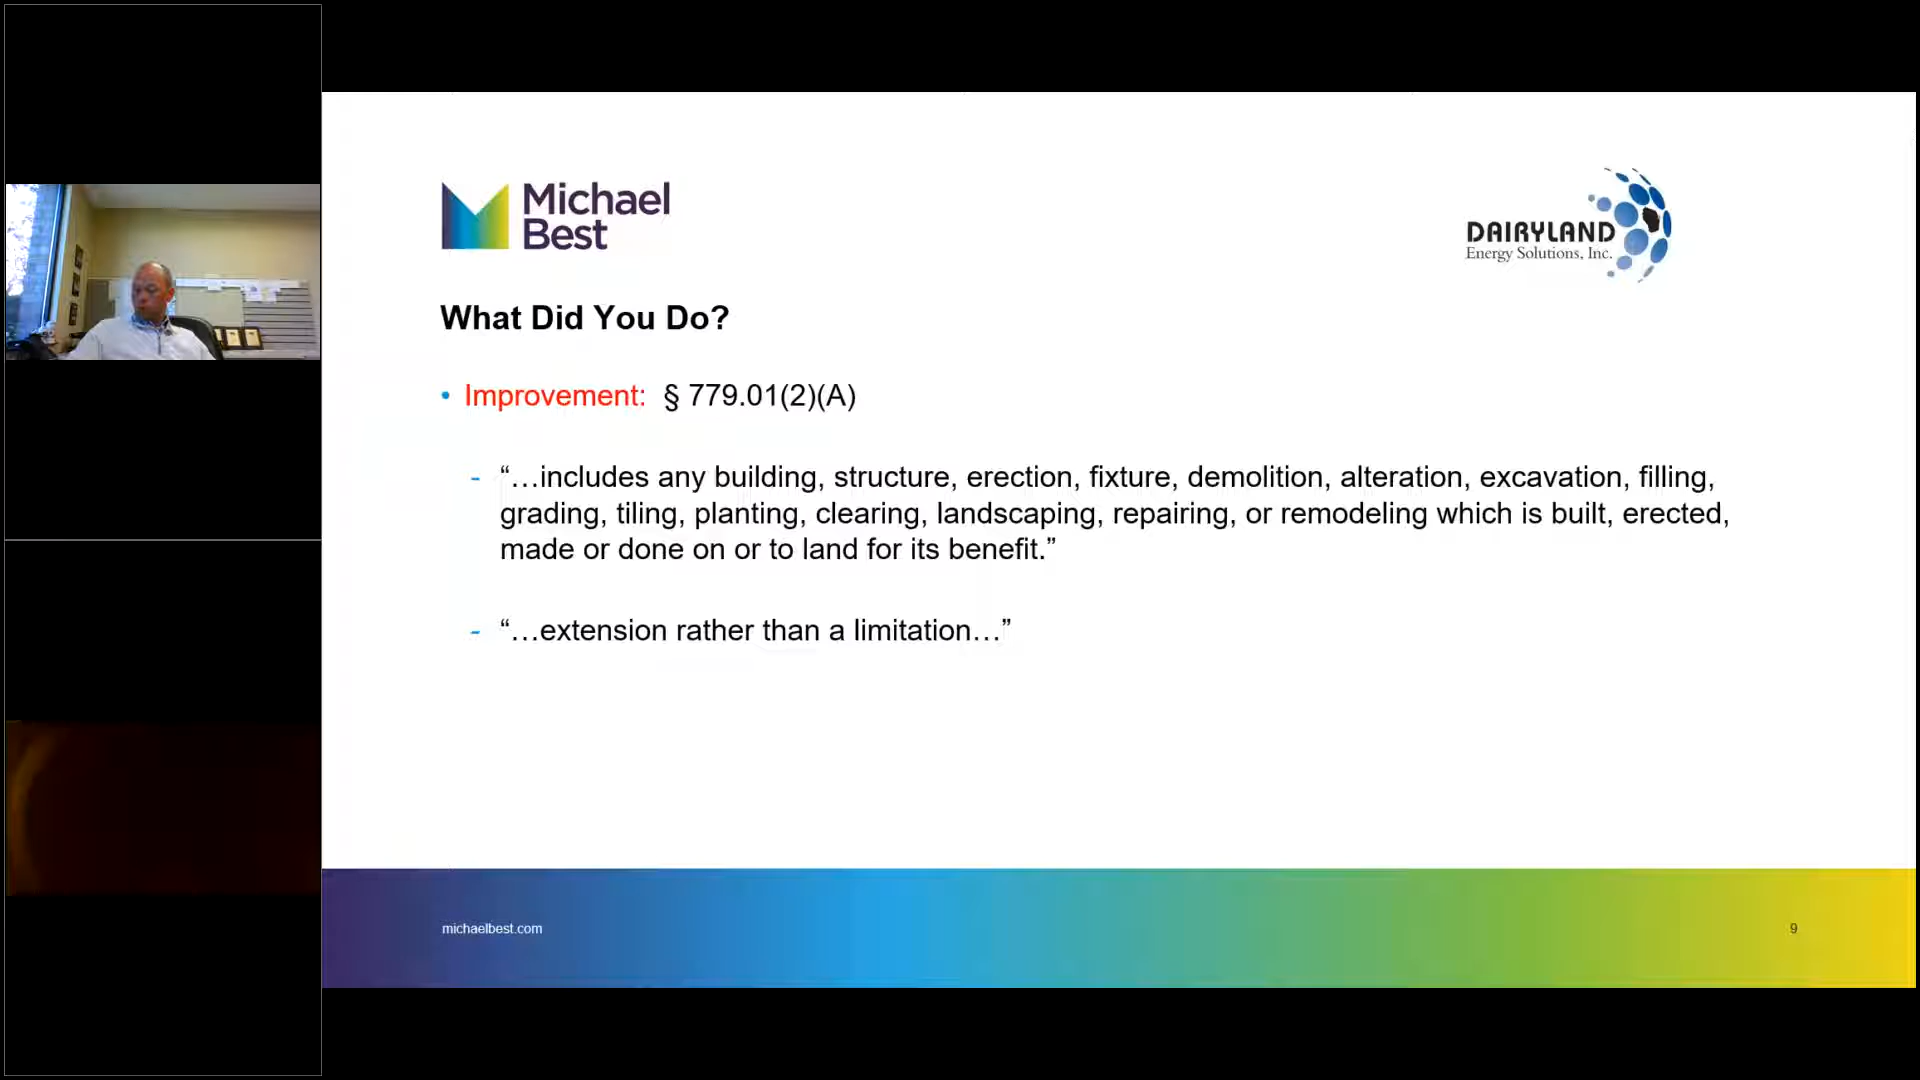 Michael
Best
DAIRYLAND
Energy Solutions, Inc.
What Did You Do?
• Improvement: § 779.01(2)(A)
- “…includes any building, structure, erection, fixture, demolition, alteration, excavation, filling,
grading, tiling, planting, clearing, landscaping, repairing, or remodeling which is built, erected,
made or done on or to land for its benefit.”
- “…extension rather than a limitation…”
michaelbest.com
9